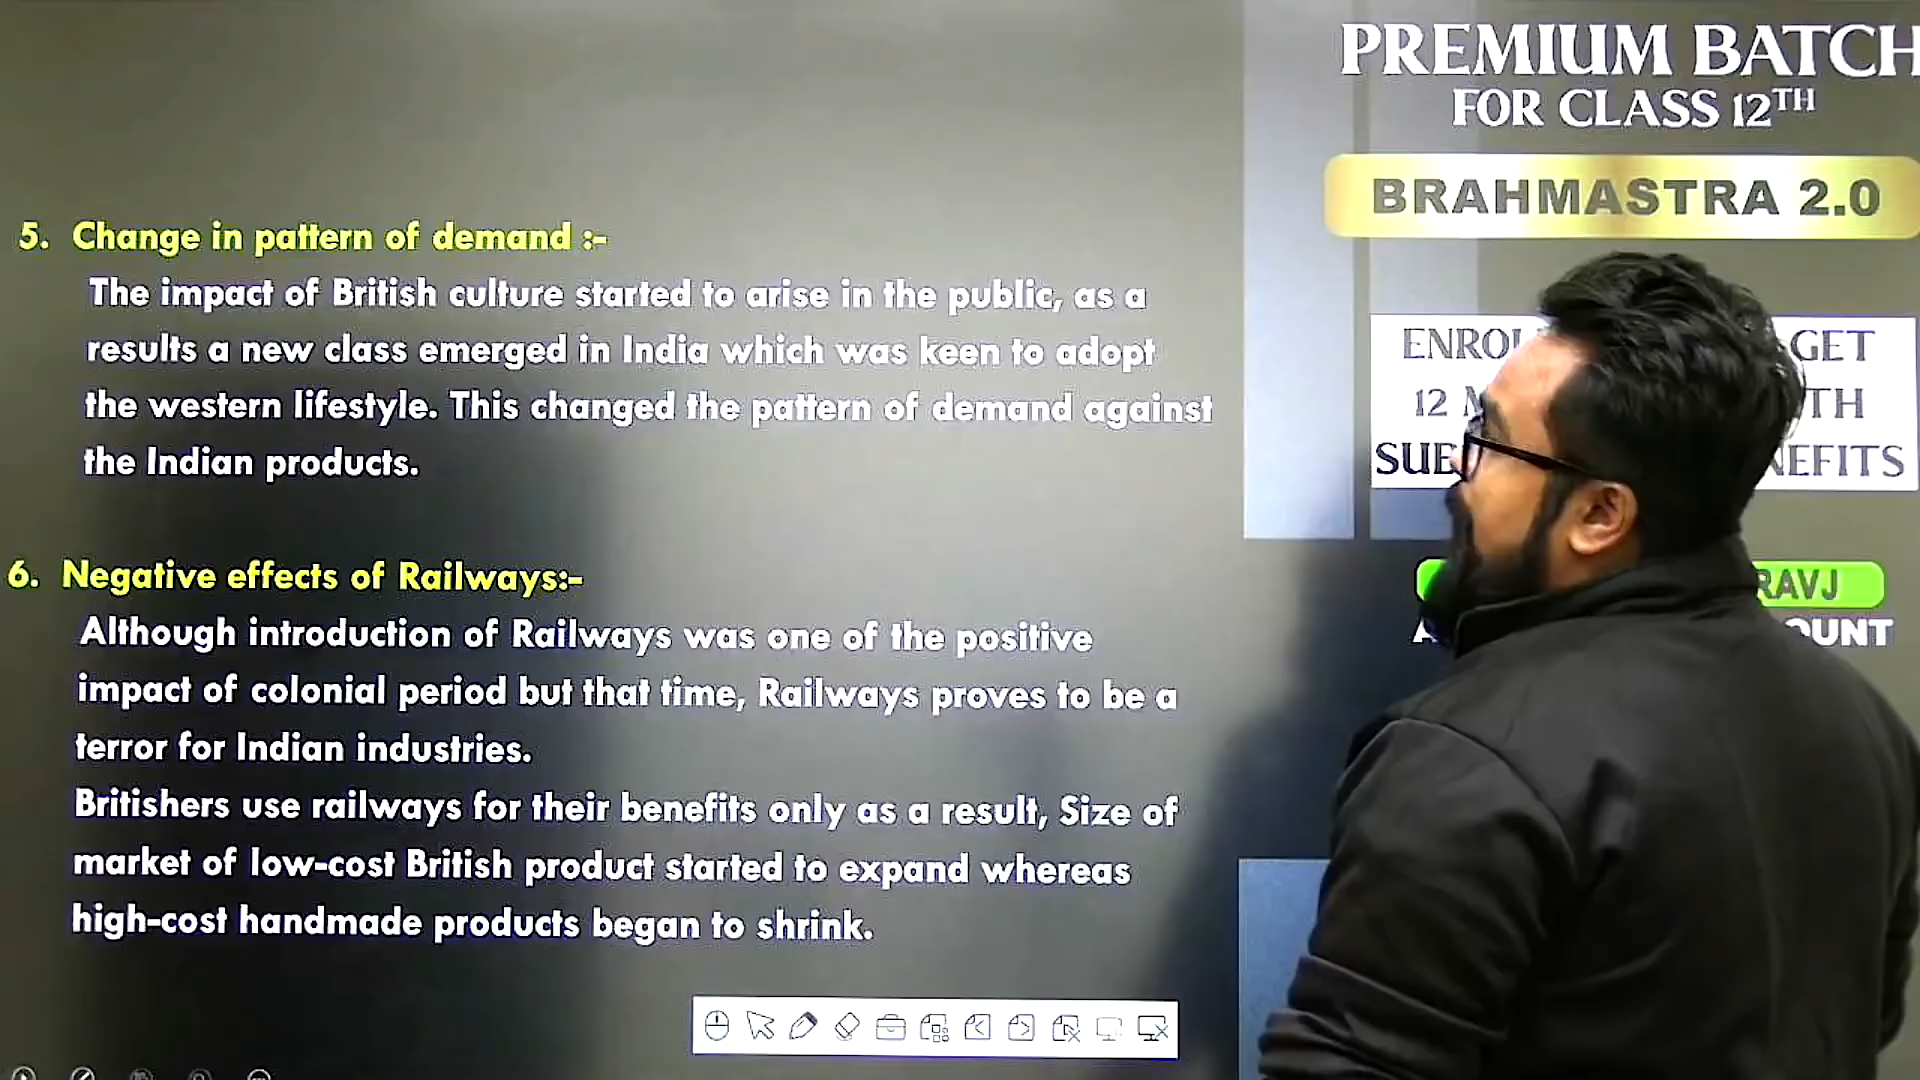 5. Change in pattern of demand :-
The impact of British culture started to arise in the public, as a
results a new class emerged in India which was keen to adopt
the western lifestyle. This changed the pattern of demand against
the Indian products.
6. Negative effects of Railways:-
Although introduction of Railways was one of the positive
impact of colonial period but that time, Railways proves to be a
terror for Indian industries.
Britishers use railways for their benefits only as a result, Size of
market of low-cost British product started to expand whereas
high-cost handmade products began to shrink.
PREMIUM BATCH
FOR CLASS 12TH
BRAHMASTRA 2.0
GET
12